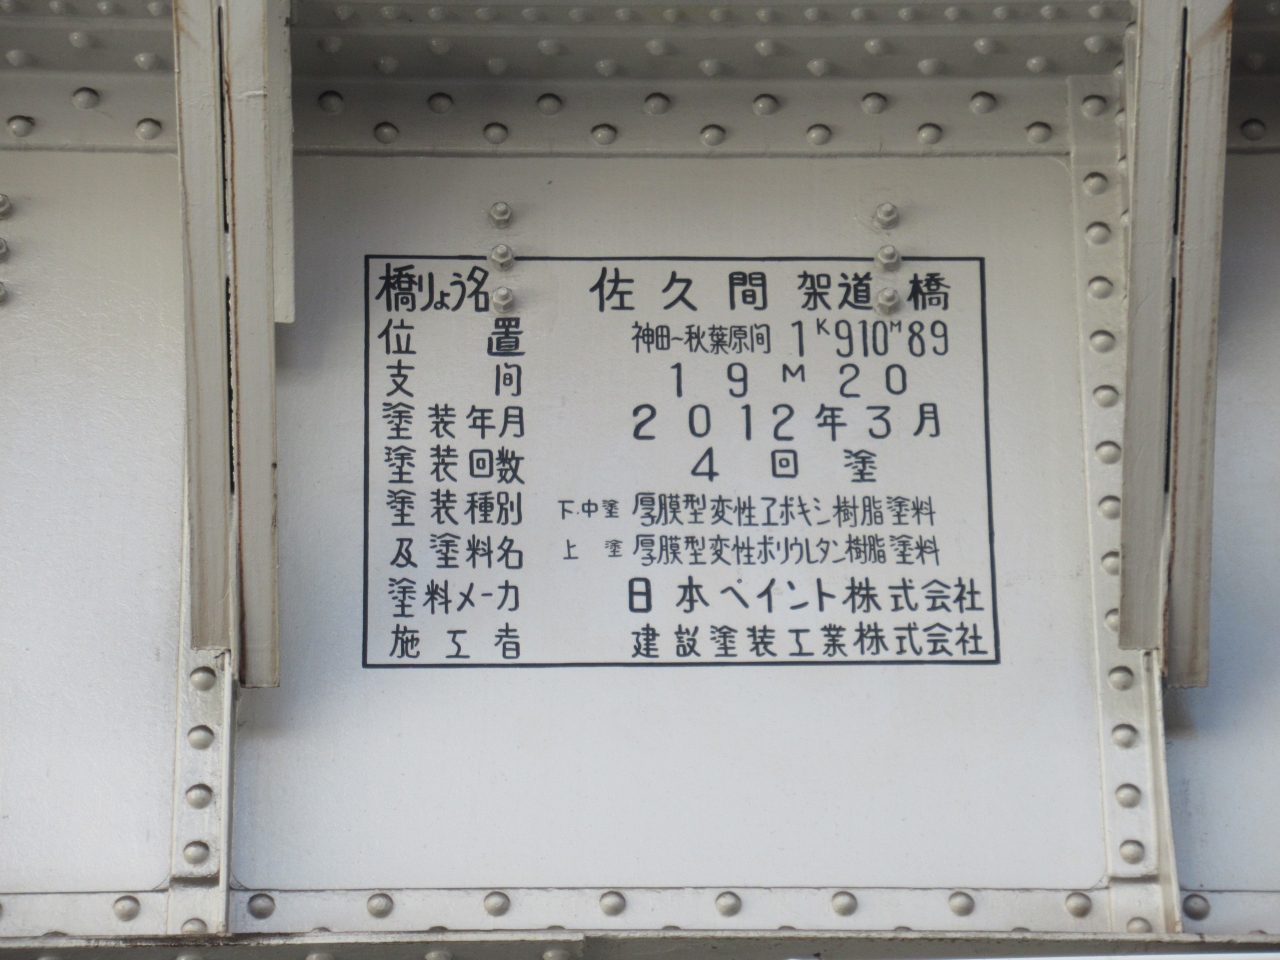 橋りょう名 佐久間架道橋
位置 神田~秋葉原间 1K910M89
支间 19M20
塗装年月 2012年3月
塗装回数 4回塗
塗装種別 下.中塗 厚膜型変性エポキシ樹脂塗料
及塗料名 上塗 厚膜型変性ポリウレタン樹脂塗料
塗料メーカ 日本ペイント株式会社
施工者 建設塗装工業株式会社